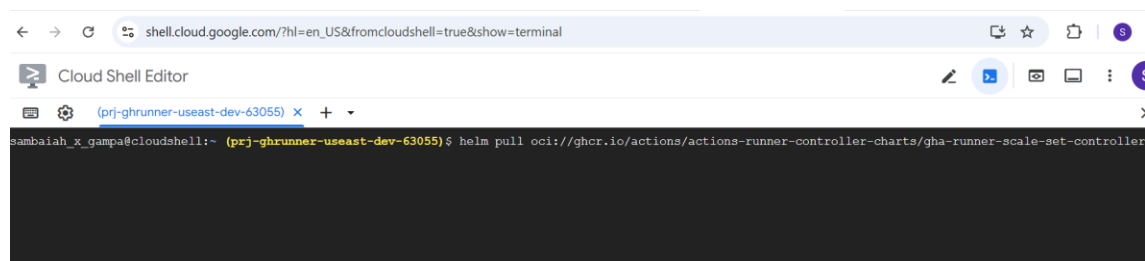 shell.cloud.google.com/?hl=en_US&fromcloudshell=true&show=terminal
S
Cloud Shell Editor
(prj-ghrunner-useast-dev-63055)
sambaiah_x_gampa@cloudshell:~ (prj-ghrunner-useast-dev-63055)$ helm pull oci://ghcr.io/actions/actions-runner-controller-charts/gha-runner-scale-set-controller